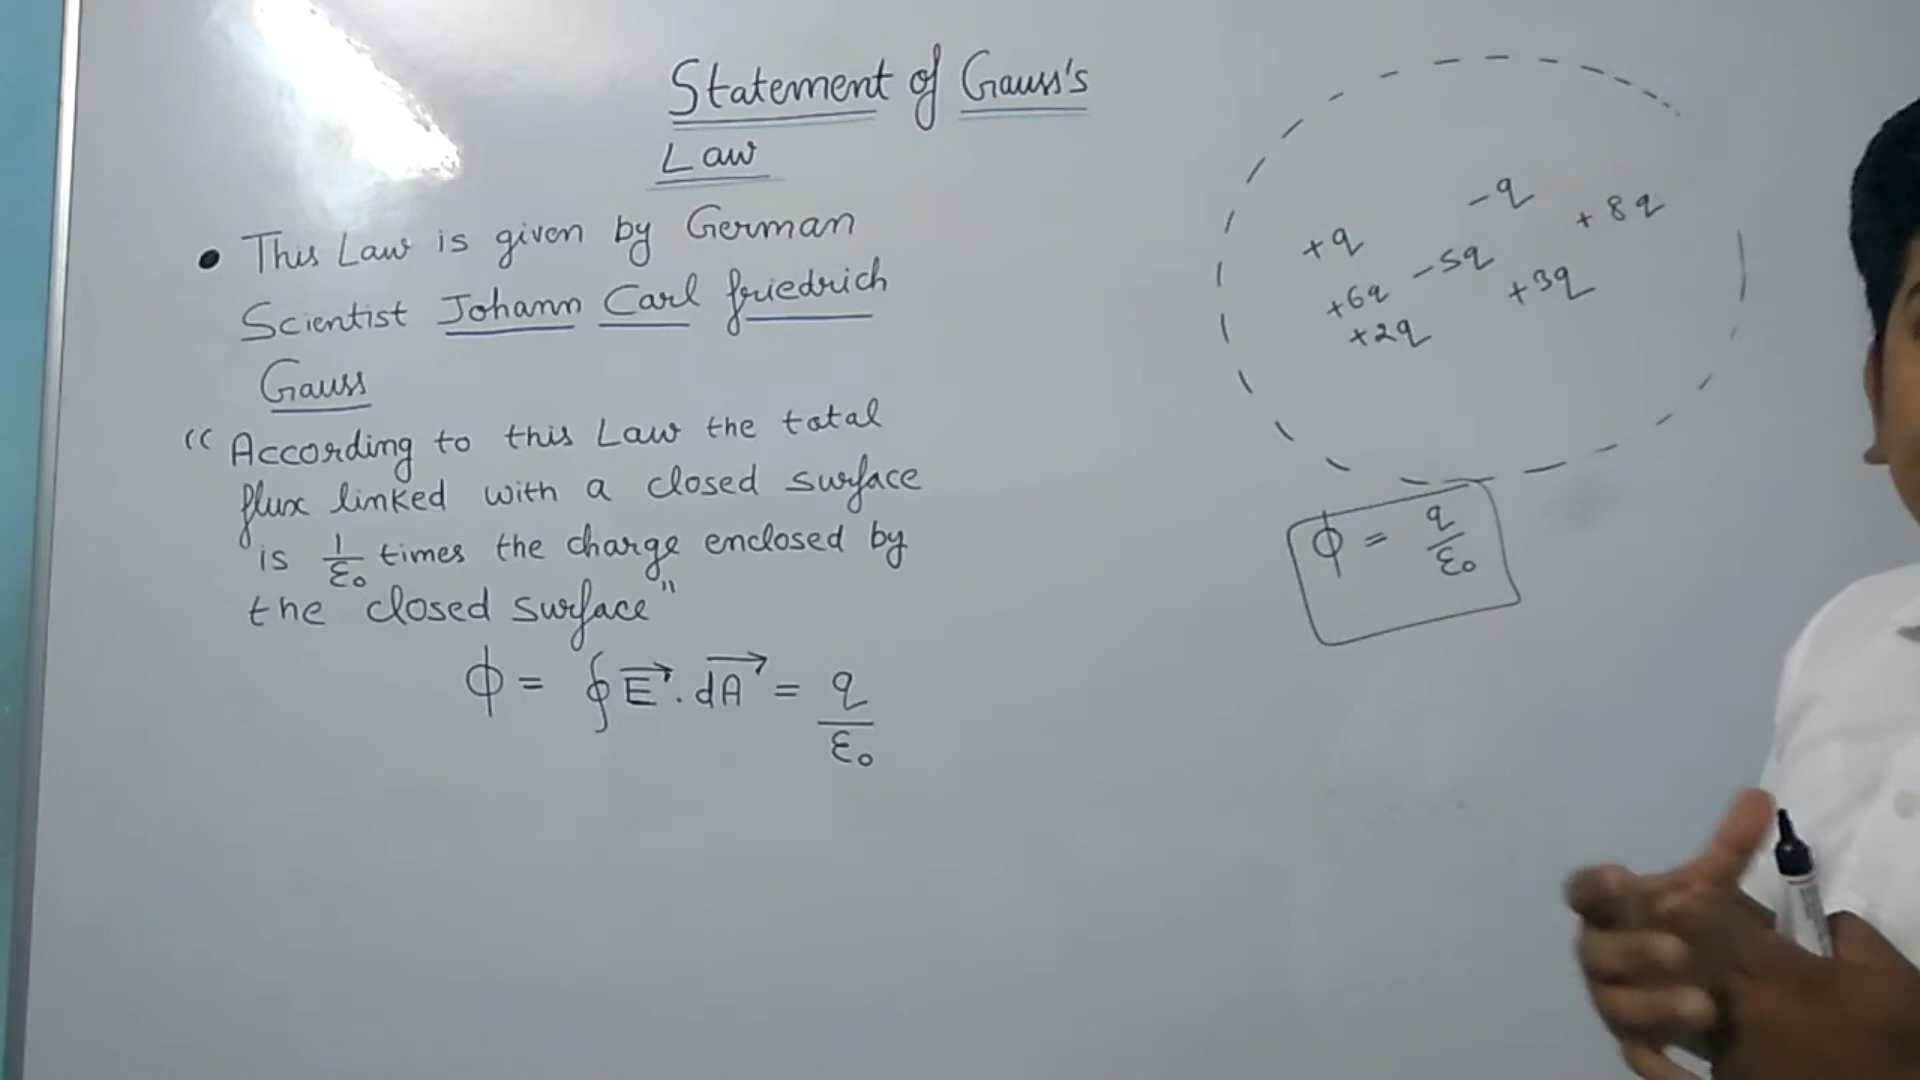 Statement of Gauss's
Law
• This Law is given by German
Scientist Johann Carl friedrich
Gauss
“ According to this Law the total
flux linked with a closed surface
is 1/ε₀ times the charge enclosed by
the closed surface”
ϕ = ∮ E⃗ . dA⃗ = q/ε₀
-q
+8q
+q
-5q
+6q
+3q
+2q
ϕ = q/ε₀